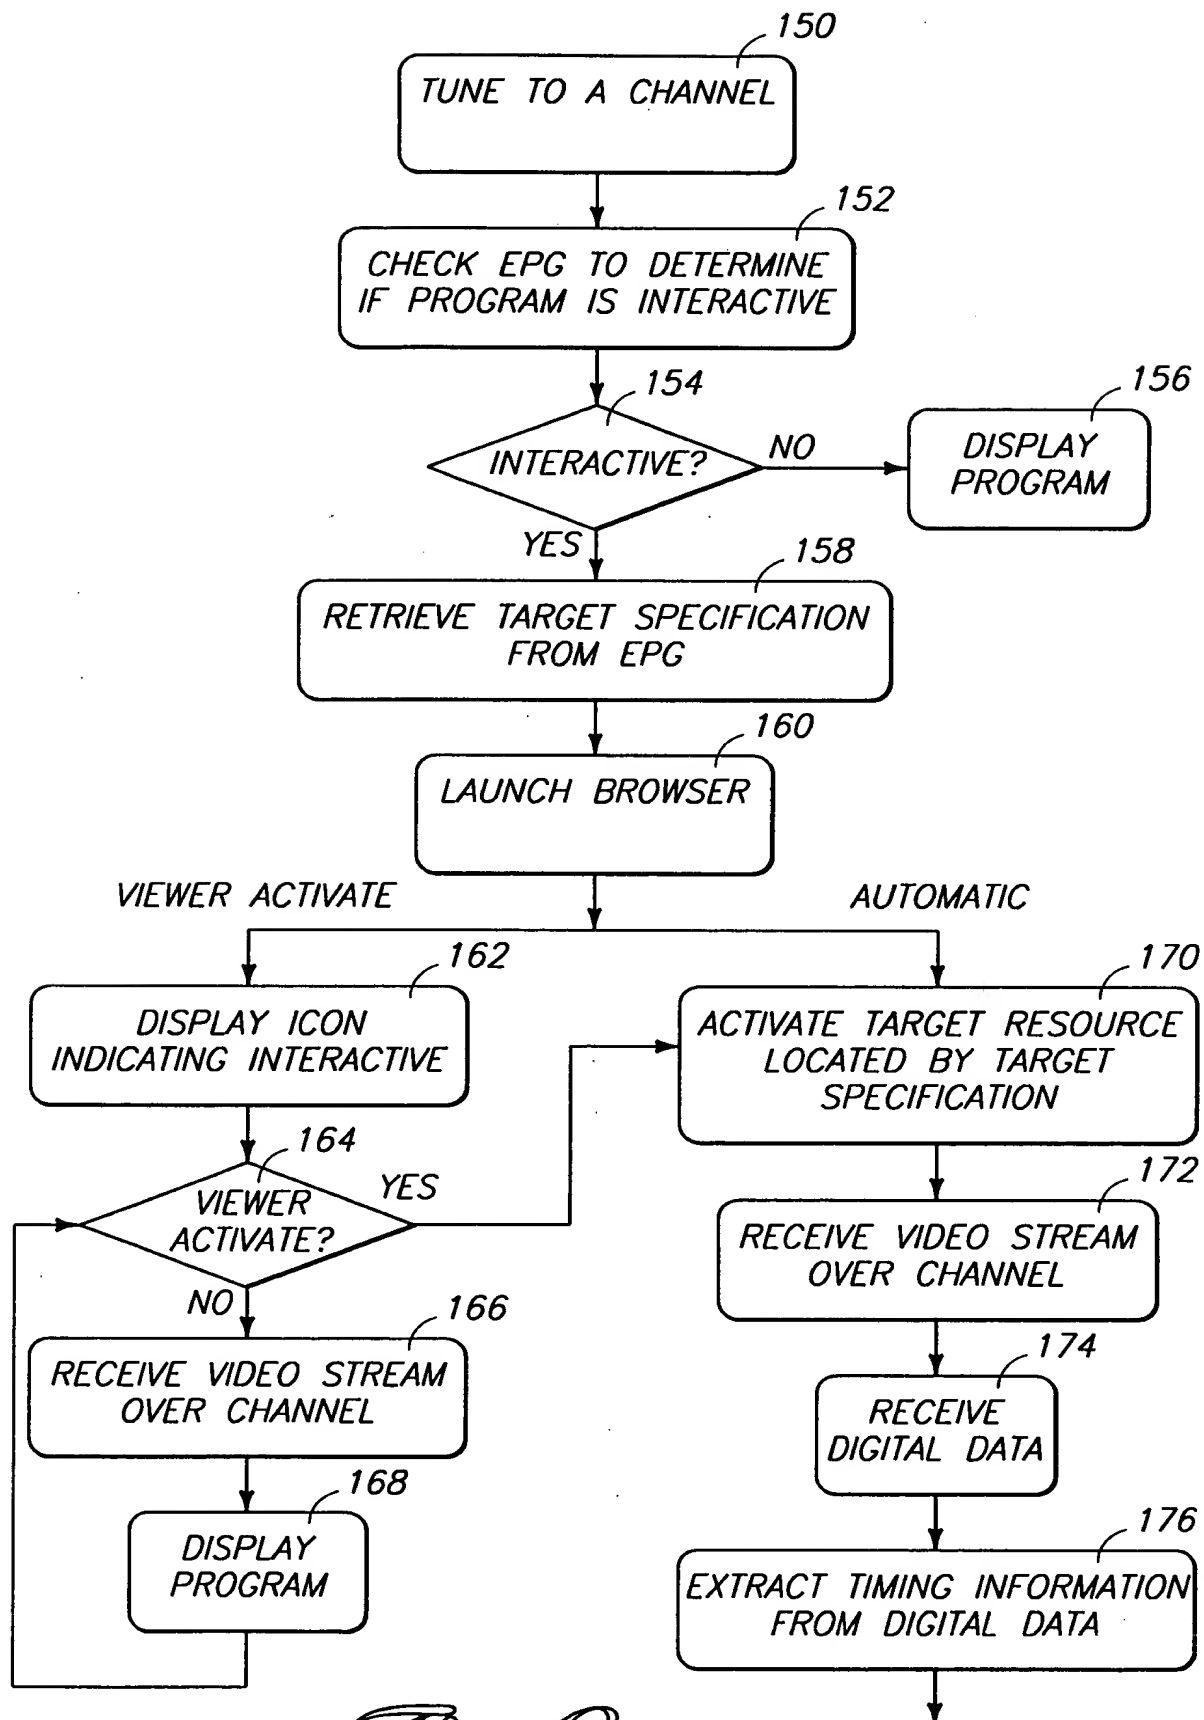 150
TUNE TO A CHANNEL
152
CHECK EPG TO DETERMINE
IF PROGRAM IS INTERACTIVE
154
INTERACTIVE?
NO
156
DISPLAY
PROGRAM
YES
158
RETRIEVE TARGET SPECIFICATION
FROM EPG
160
LAUNCH BROWSER
VIEWER ACTIVATE
AUTOMATIC
162
DISPLAY ICON
INDICATING INTERACTIVE
164
VIEWER
ACTIVATE?
YES
NO
166
RECEIVE VIDEO STREAM
OVER CHANNEL
168
DISPLAY
PROGRAM
170
ACTIVATE TARGET RESOURCE
LOCATED BY TARGET
SPECIFICATION
172
RECEIVE VIDEO STREAM
OVER CHANNEL
174
RECEIVE
DIGITAL DATA
176
EXTRACT TIMING INFORMATION
FROM DIGITAL DATA